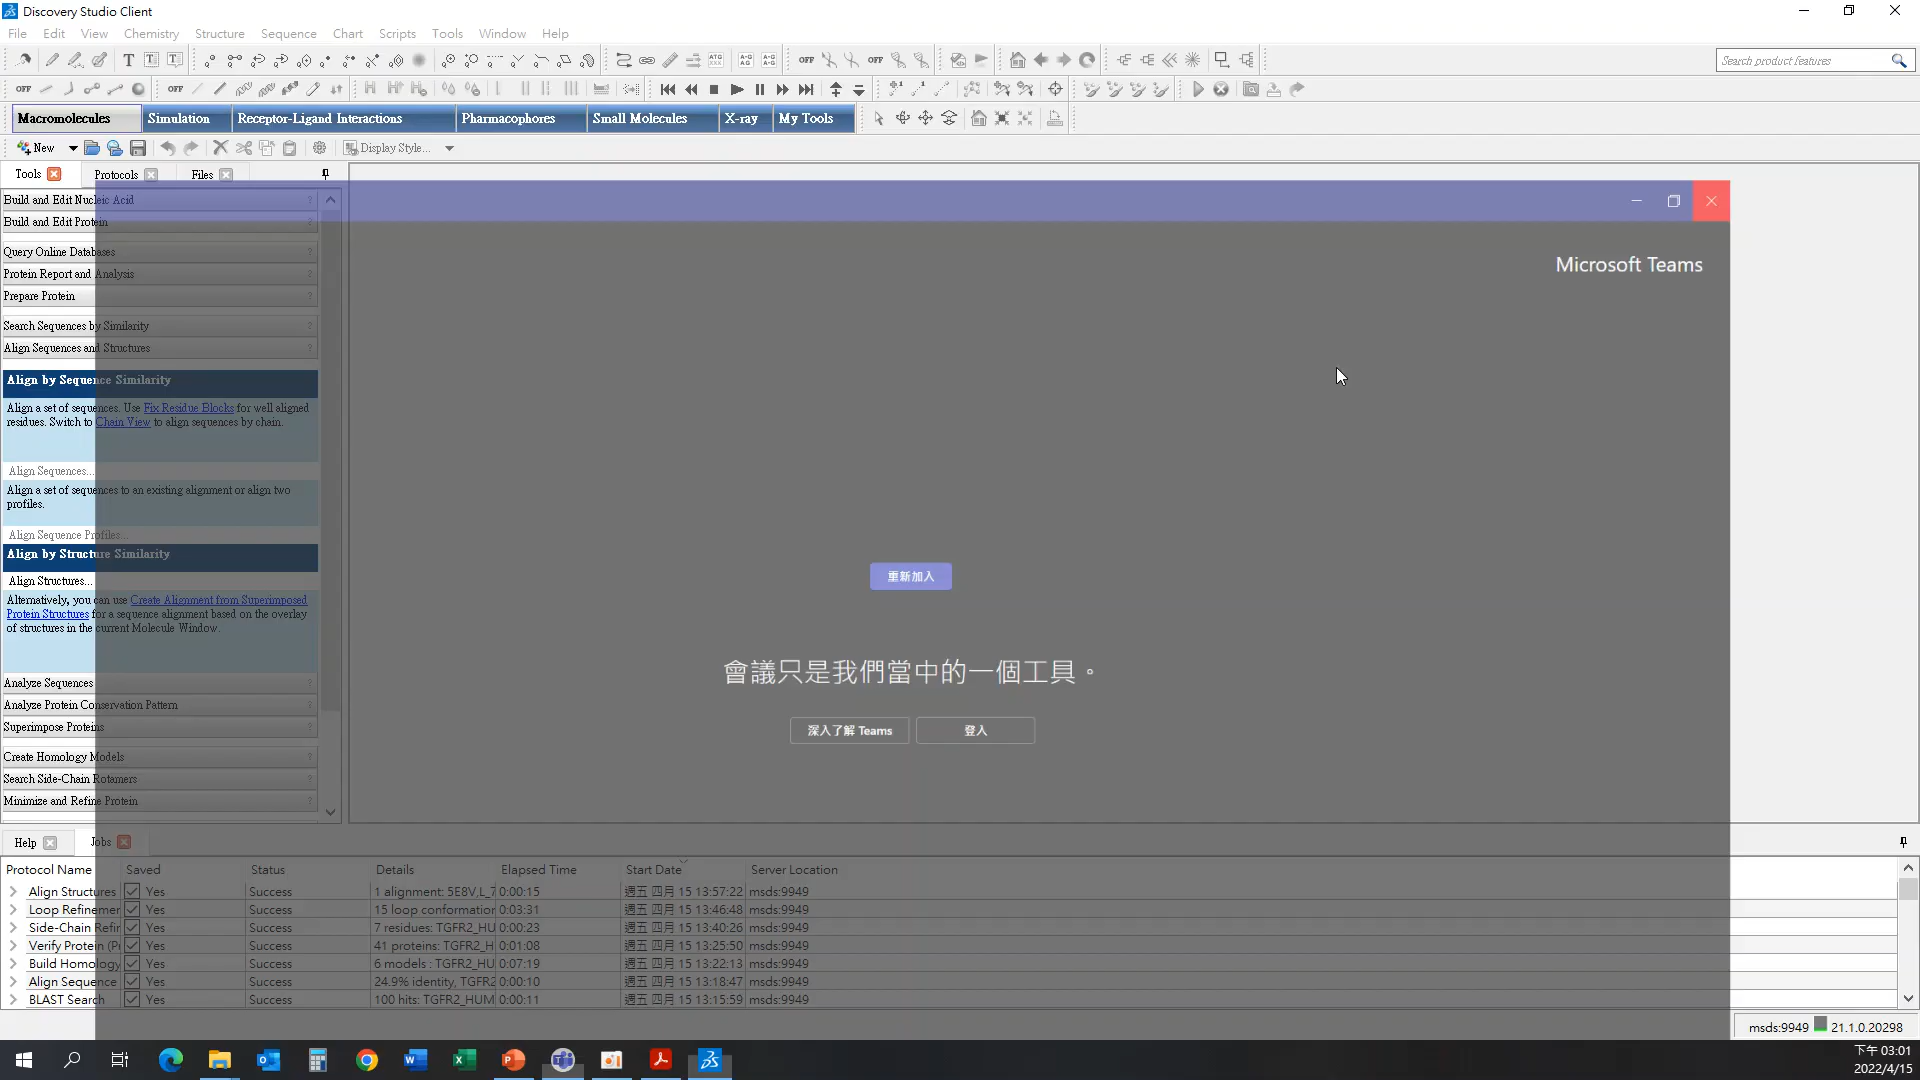 Discovery Studio Client
File Edit View Chemistry Structure Sequence Chart Scripts Tools Window Help
Search product features
Macromolecules Simulation Receptor-Ligand Interactions Pharmacophores Small Molecules X-ray My Tools
New Display Style...
Tools Protocols Files
Build and Edit Nucleic Acid
Build and Edit Protein
Query Online Databases
Protein Report and Analysis
Prepare Protein
Search Sequences by Similarity
Align Sequences and Structures
Align by Sequence Similarity
Align a set of sequences. Use Fix Residue Blocks for well aligned
residues. Switch to Chain View to align sequences by chain.
Align Sequences...
Align a set of sequences to an existing alignment or align two
profiles.
Align Sequence Profiles...
Align by Structure Similarity
Align Structures...
Alternatively, you can use Create Alignment from Superimposed
Protein Structures for a sequence alignment based on the overlay
of structures in the current Molecule Window.
Analyze Sequences
Analyze Protein Conservation Pattern
Superimpose Proteins
Create Homology Models
Search Side-Chain Rotamers
Minimize and Refine Protein
Microsoft Teams
重新加入
會議只是我們當中的一個工具。
深入了解 Teams 登入
Help Jobs
Protocol Name Saved Status Details Elapsed Time Start Date Server Location
Align Structures Yes Success 1 alignment: 5E8V,L_7 0:00:15 週五 四月 15 13:57:22 msds:9949
Loop Refinemer Yes Success 15 loop conformation 0:03:31 週五 四月 15 13:46:48 msds:9949
Side-Chain Refir Yes Success 7 residues: TGFR2_HU 0:00:23 週五 四月 15 13:40:26 msds:9949
Verify Protein (P Yes Success 41 proteins: TGFR2_H 0:01:08 週五 四月 15 13:25:50 msds:9949
Build Homology Yes Success 6 models : TGFR2_HU 0:07:19 週五 四月 15 13:22:13 msds:9949
Align Sequence Yes Success 24.9% identity, TGFR2 0:00:10 週五 四月 15 13:18:47 msds:9949
BLAST Search Yes Success 100 hits: TGFR2_HUM 0:00:11 週五 四月 15 13:15:59 msds:9949
msds:9949 21.1.0.20298
下午 03:01
2022/4/15